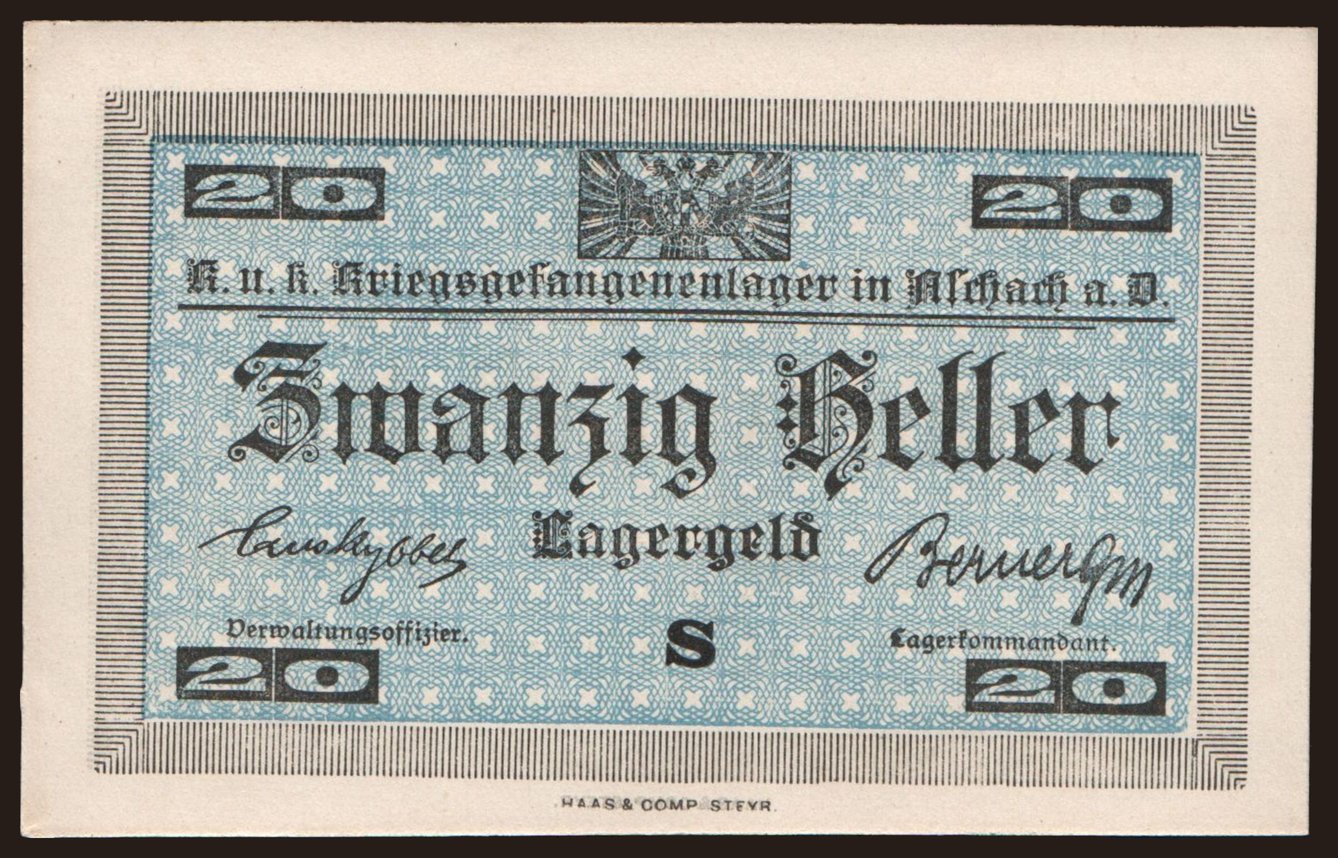 20 20
K. u. k. Kriegsgefangenenlager in Aschach a. D.
Zwanzig Heller
Lagergeld
Verwaltungsoffizier. S Lagerkommandant.
20 20
HAAS & COMP. STEYR.